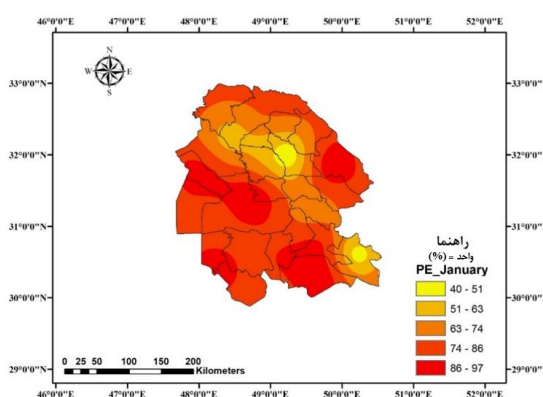 46°0'0"E 47°0'0"E 48°0'0"E 49°0'0"E 50°0'0"E 51°0'0"E 52°0'0"E
N
W E
S
33°0'0"N 33°0'0"N
32°0'0"N 32°0'0"N
31°0'0"N 31°0'0"N
30°0'0"N 30°0'0"N
29°0'0"N 29°0'0"N
راهنما
واحد = (%)
PE_January
40 - 51
51 - 63
63 - 74
74 - 86
86 - 97
0 25 50 100 150 200
Kilometers
46°0'0"E 47°0'0"E 48°0'0"E 49°0'0"E 50°0'0"E 51°0'0"E 52°0'0"E